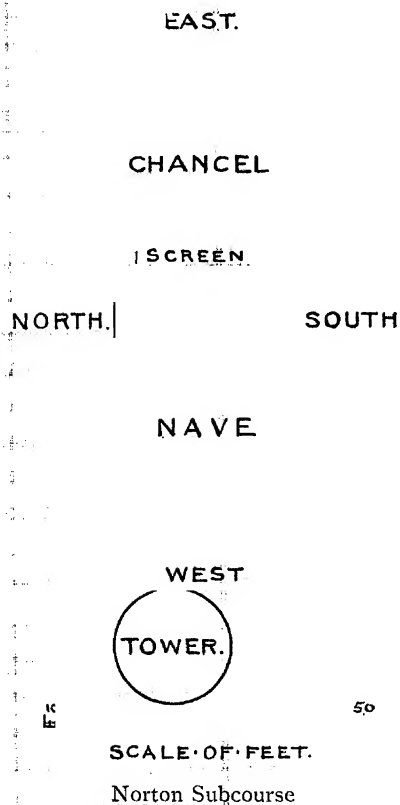 EAST.
CHANCEL
SCREEN
NORTH. SOUTH
NAVE
WEST
TOWER.
50
SCALE·OF·FEET.
Norton Subcourse